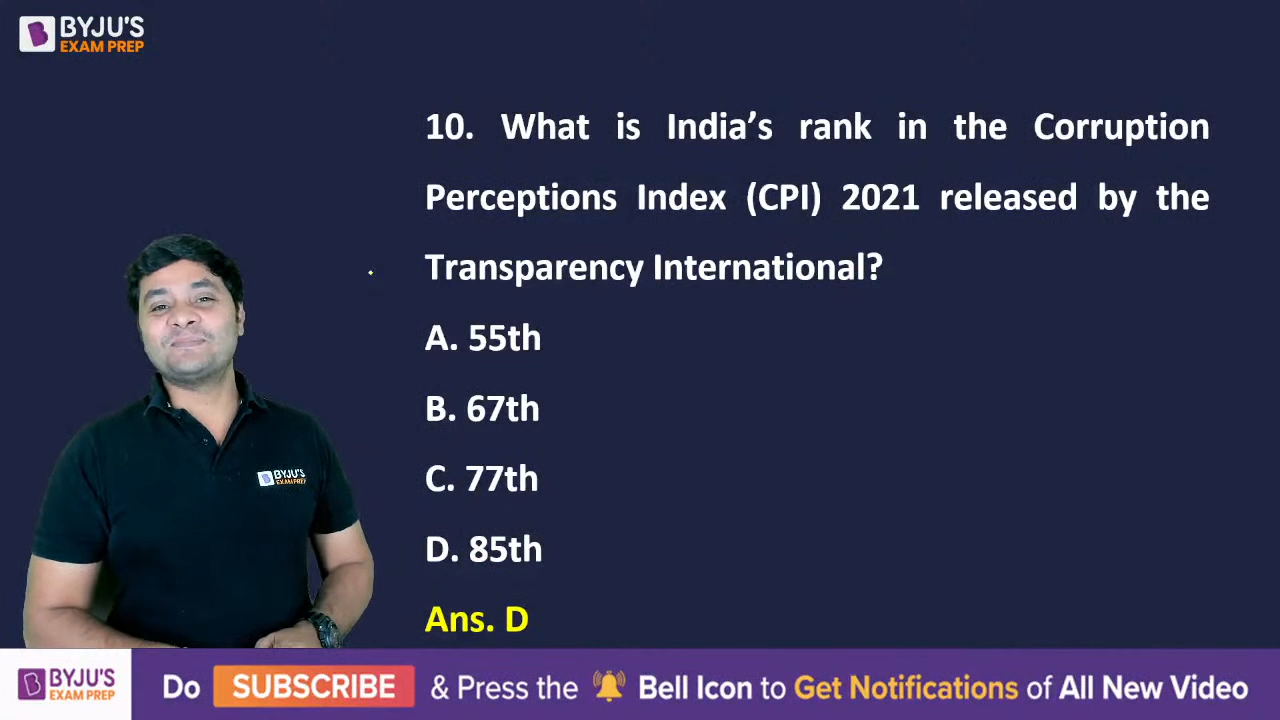 BYJU'S
EXAM PREP
10. What is India’s rank in the Corruption
Perceptions Index (CPI) 2021 released by the
Transparency International?
A. 55th
B. 67th
C. 77th
D. 85th
Ans. D
BYJU'S
EXAM PREP
BYJU'S
EXAM PREP
Do SUBSCRIBE & Press the Bell Icon to Get Notifications of All New Video